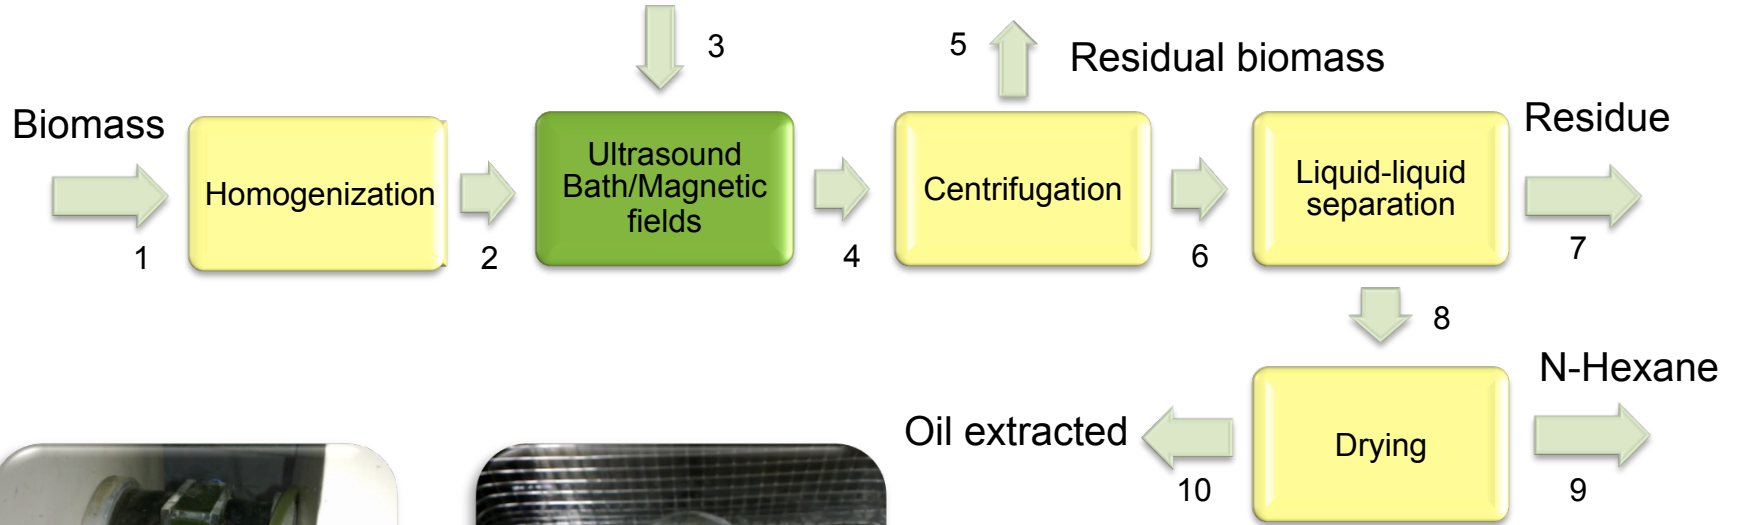 3
5
Residual biomass
Biomass
Residue
Homogenization
Ultrasound
Bath/Magnetic
fields
Centrifugation
Liquid-liquid
separation
1
2
4
6
7
8
N-Hexane
Oil extracted
Drying
10
9